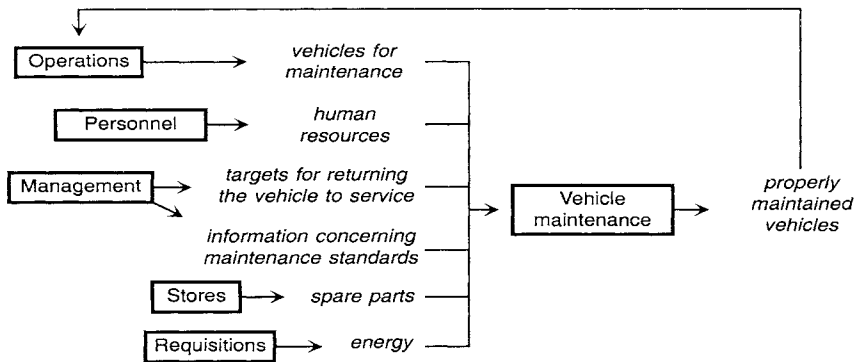 Operations
vehicles for
maintenance
Personnel
human
resources
Management
targets for returning
the vehicle to service
information concerning
maintenance standards
Stores
spare parts
Requisitions
energy
Vehicle
maintenance
properly
maintained
vehicles